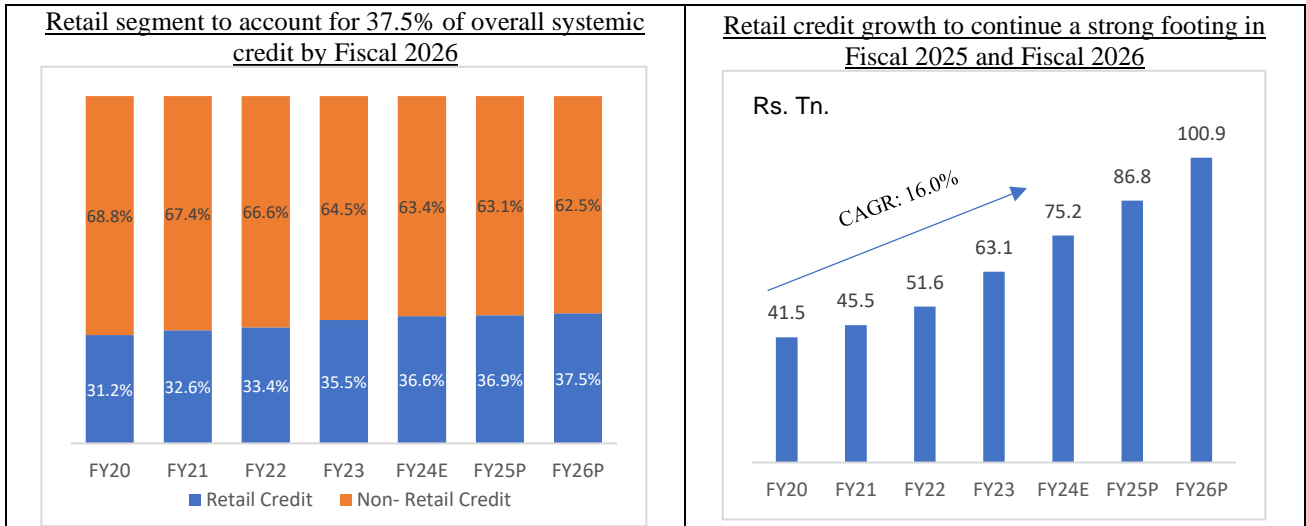 Retail segment to account for 37.5% of overall systemic
credit by Fiscal 2026
68.8% 67.4% 66.6% 64.5% 63.4% 63.1% 62.5%
31.2% 32.6% 33.4% 35.5% 36.6% 36.9% 37.5%
FY20 FY21 FY22 FY23 FY24E FY25P FY26P
Retail Credit Non- Retail Credit
Retail credit growth to continue a strong footing in
Fiscal 2025 and Fiscal 2026
Rs. Tn.
CAGR: 16.0%
41.5 45.5 51.6 63.1 75.2 86.8 100.9
FY20 FY21 FY22 FY23 FY24E FY25P FY26P